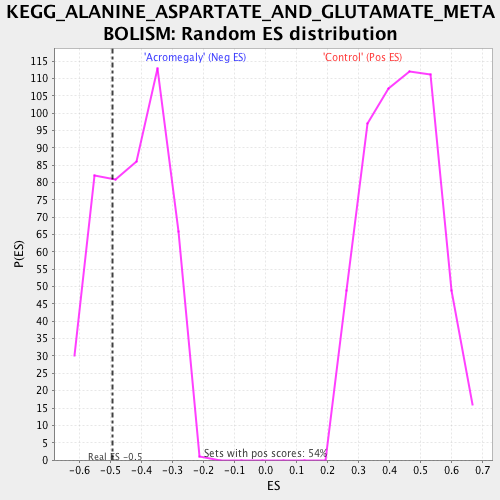 KEGG_ALANINE_ASPARTATE_AND_GLUTAMATE_META
BOLISM: Random ES distribution
'Acromegaly' (Neg ES)
'Control' (Pos ES)
115
110
105
100
95
90
85
80
75
70
65
60
55
50
45
40
35
30
25
20
15
10
5
0
P(ES)
Real ES -0.5
Sets with pos scores: 54%
-0.6 -0.5 -0.4 -0.3 -0.2 -0.1 0.0 0.1 0.2 0.3 0.4 0.5 0.6 0.7
ES